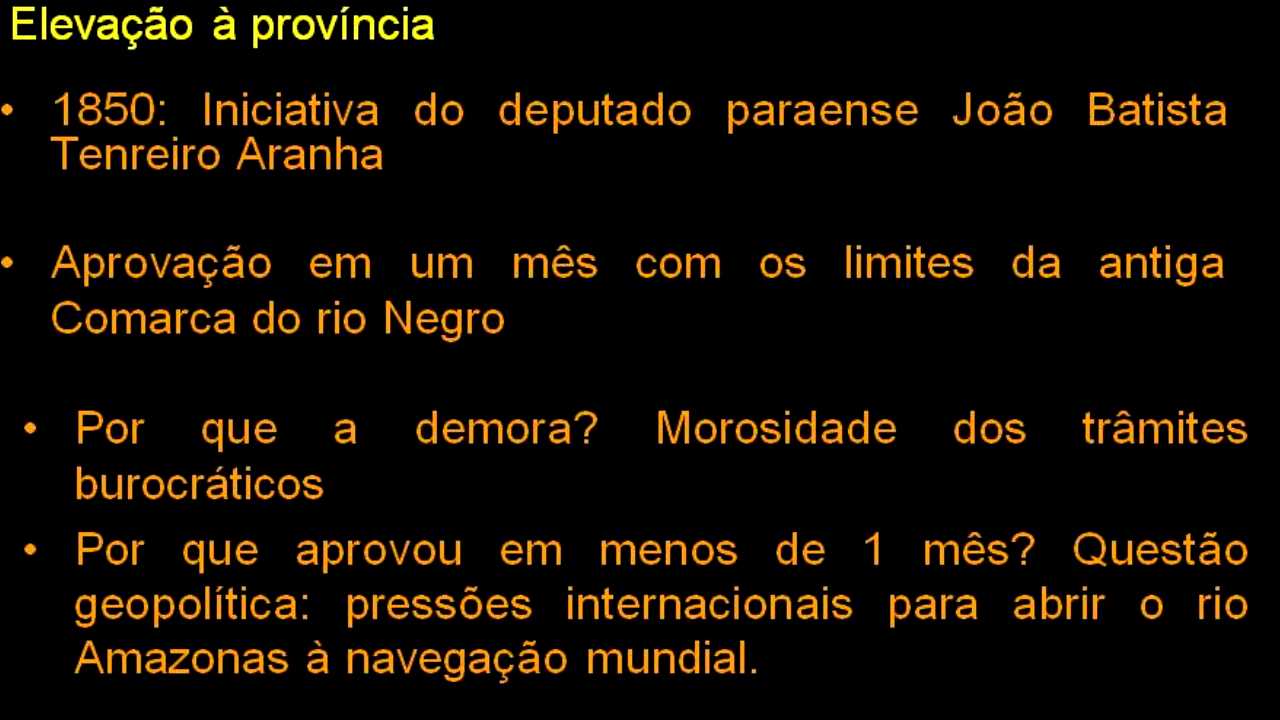 Elevação à província
• 1850: Iniciativa do deputado paraense João Batista
Tenreiro Aranha
• Aprovação em um mês com os limites da antiga
Comarca do rio Negro
• Por que a demora? Morosidade dos trâmites
burocráticos
• Por que aprovou em menos de 1 mês? Questão
geopolítica: pressões internacionais para abrir o rio
Amazonas à navegação mundial.